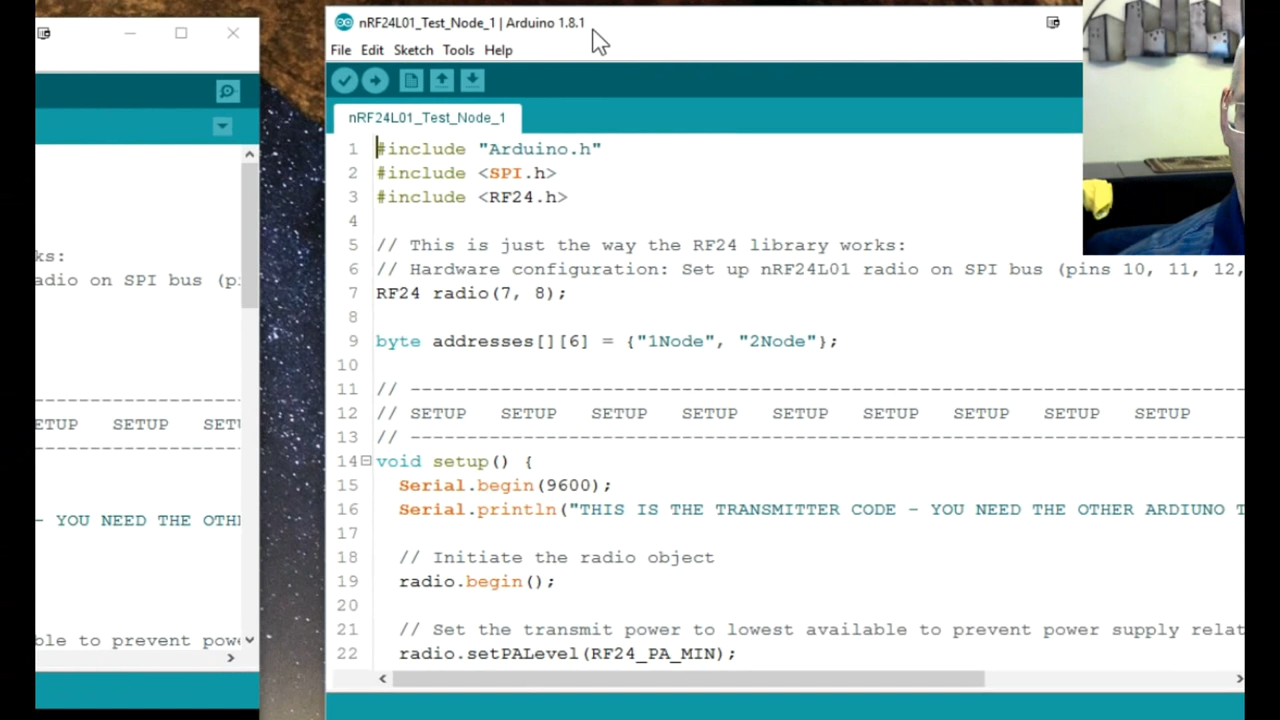 nRF24L01_Test_Node_1 | Arduino 1.8.1
File Edit Sketch Tools Help
nRF24L01_Test_Node_1
1 #include "Arduino.h"
2 #include <SPI.h>
3 #include <RF24.h>
4
5 // This is just the way the RF24 library works:
6 // Hardware configuration: Set up nRF24L01 radio on SPI bus (pins 10, 11, 12,
7 RF24 radio(7, 8);
8
9 byte addresses[][6] = {"1Node", "2Node"};
10
11 // --------------------------------------------------------------------------
12 // SETUP SETUP SETUP SETUP SETUP SETUP SETUP SETUP SETUP
13 // --------------------------------------------------------------------------
14 void setup() {
15 Serial.begin(9600);
16 Serial.println("THIS IS THE TRANSMITTER CODE - YOU NEED THE OTHER ARDIUNO T
17
18 // Initiate the radio object
19 radio.begin();
20
21 // Set the transmit power to lowest available to prevent power supply relat
22 radio.setPALevel(RF24_PA_MIN);
ks:
adio on SPI bus (p
ETUP SETUP SET
- YOU NEED THE OTH
ble to prevent pow